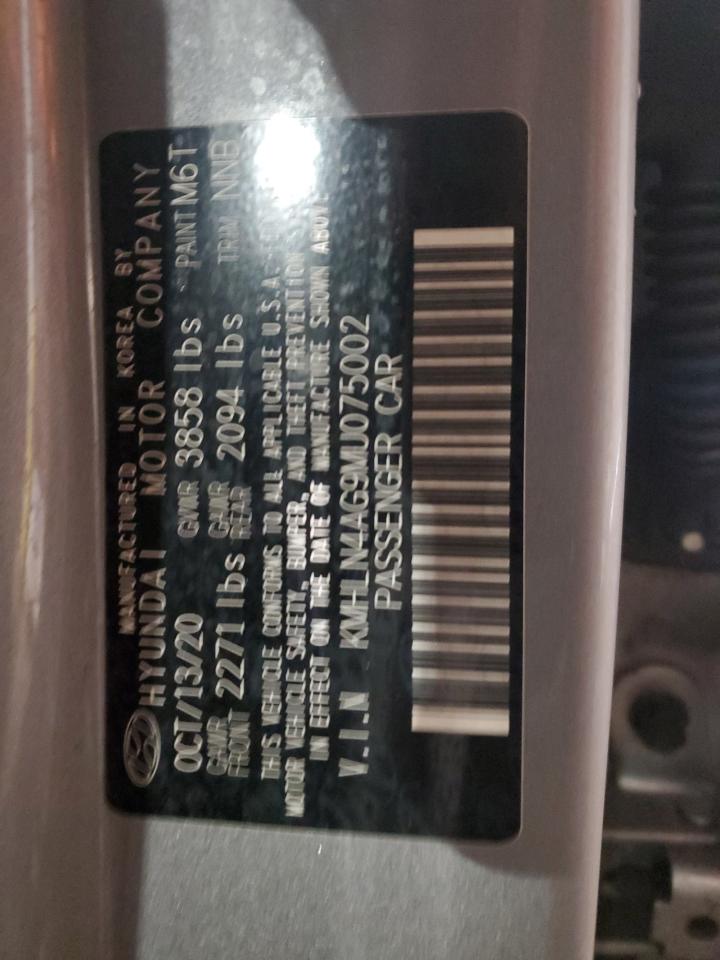 MANUFACTURED IN KOREA BY
HYUNDAI MOTOR COMPANY
OCT/13/20 GVWR 3858 lbs PAINT M6T
GAWR FRONT 2271 lbs GAWR REAR 2094 lbs TRIM NNB
THIS VEHICLE CONFORMS TO ALL APPLICABLE U.S.A.
MOTOR VEHICLE SAFETY, BUMPER, AND THEFT PREVENTION
IN EFFECT ON THE DATE OF MANUFACTURE SHOWN ABOVE
V.I.N KMHLN4AG9MU075002
PASSENGER CAR